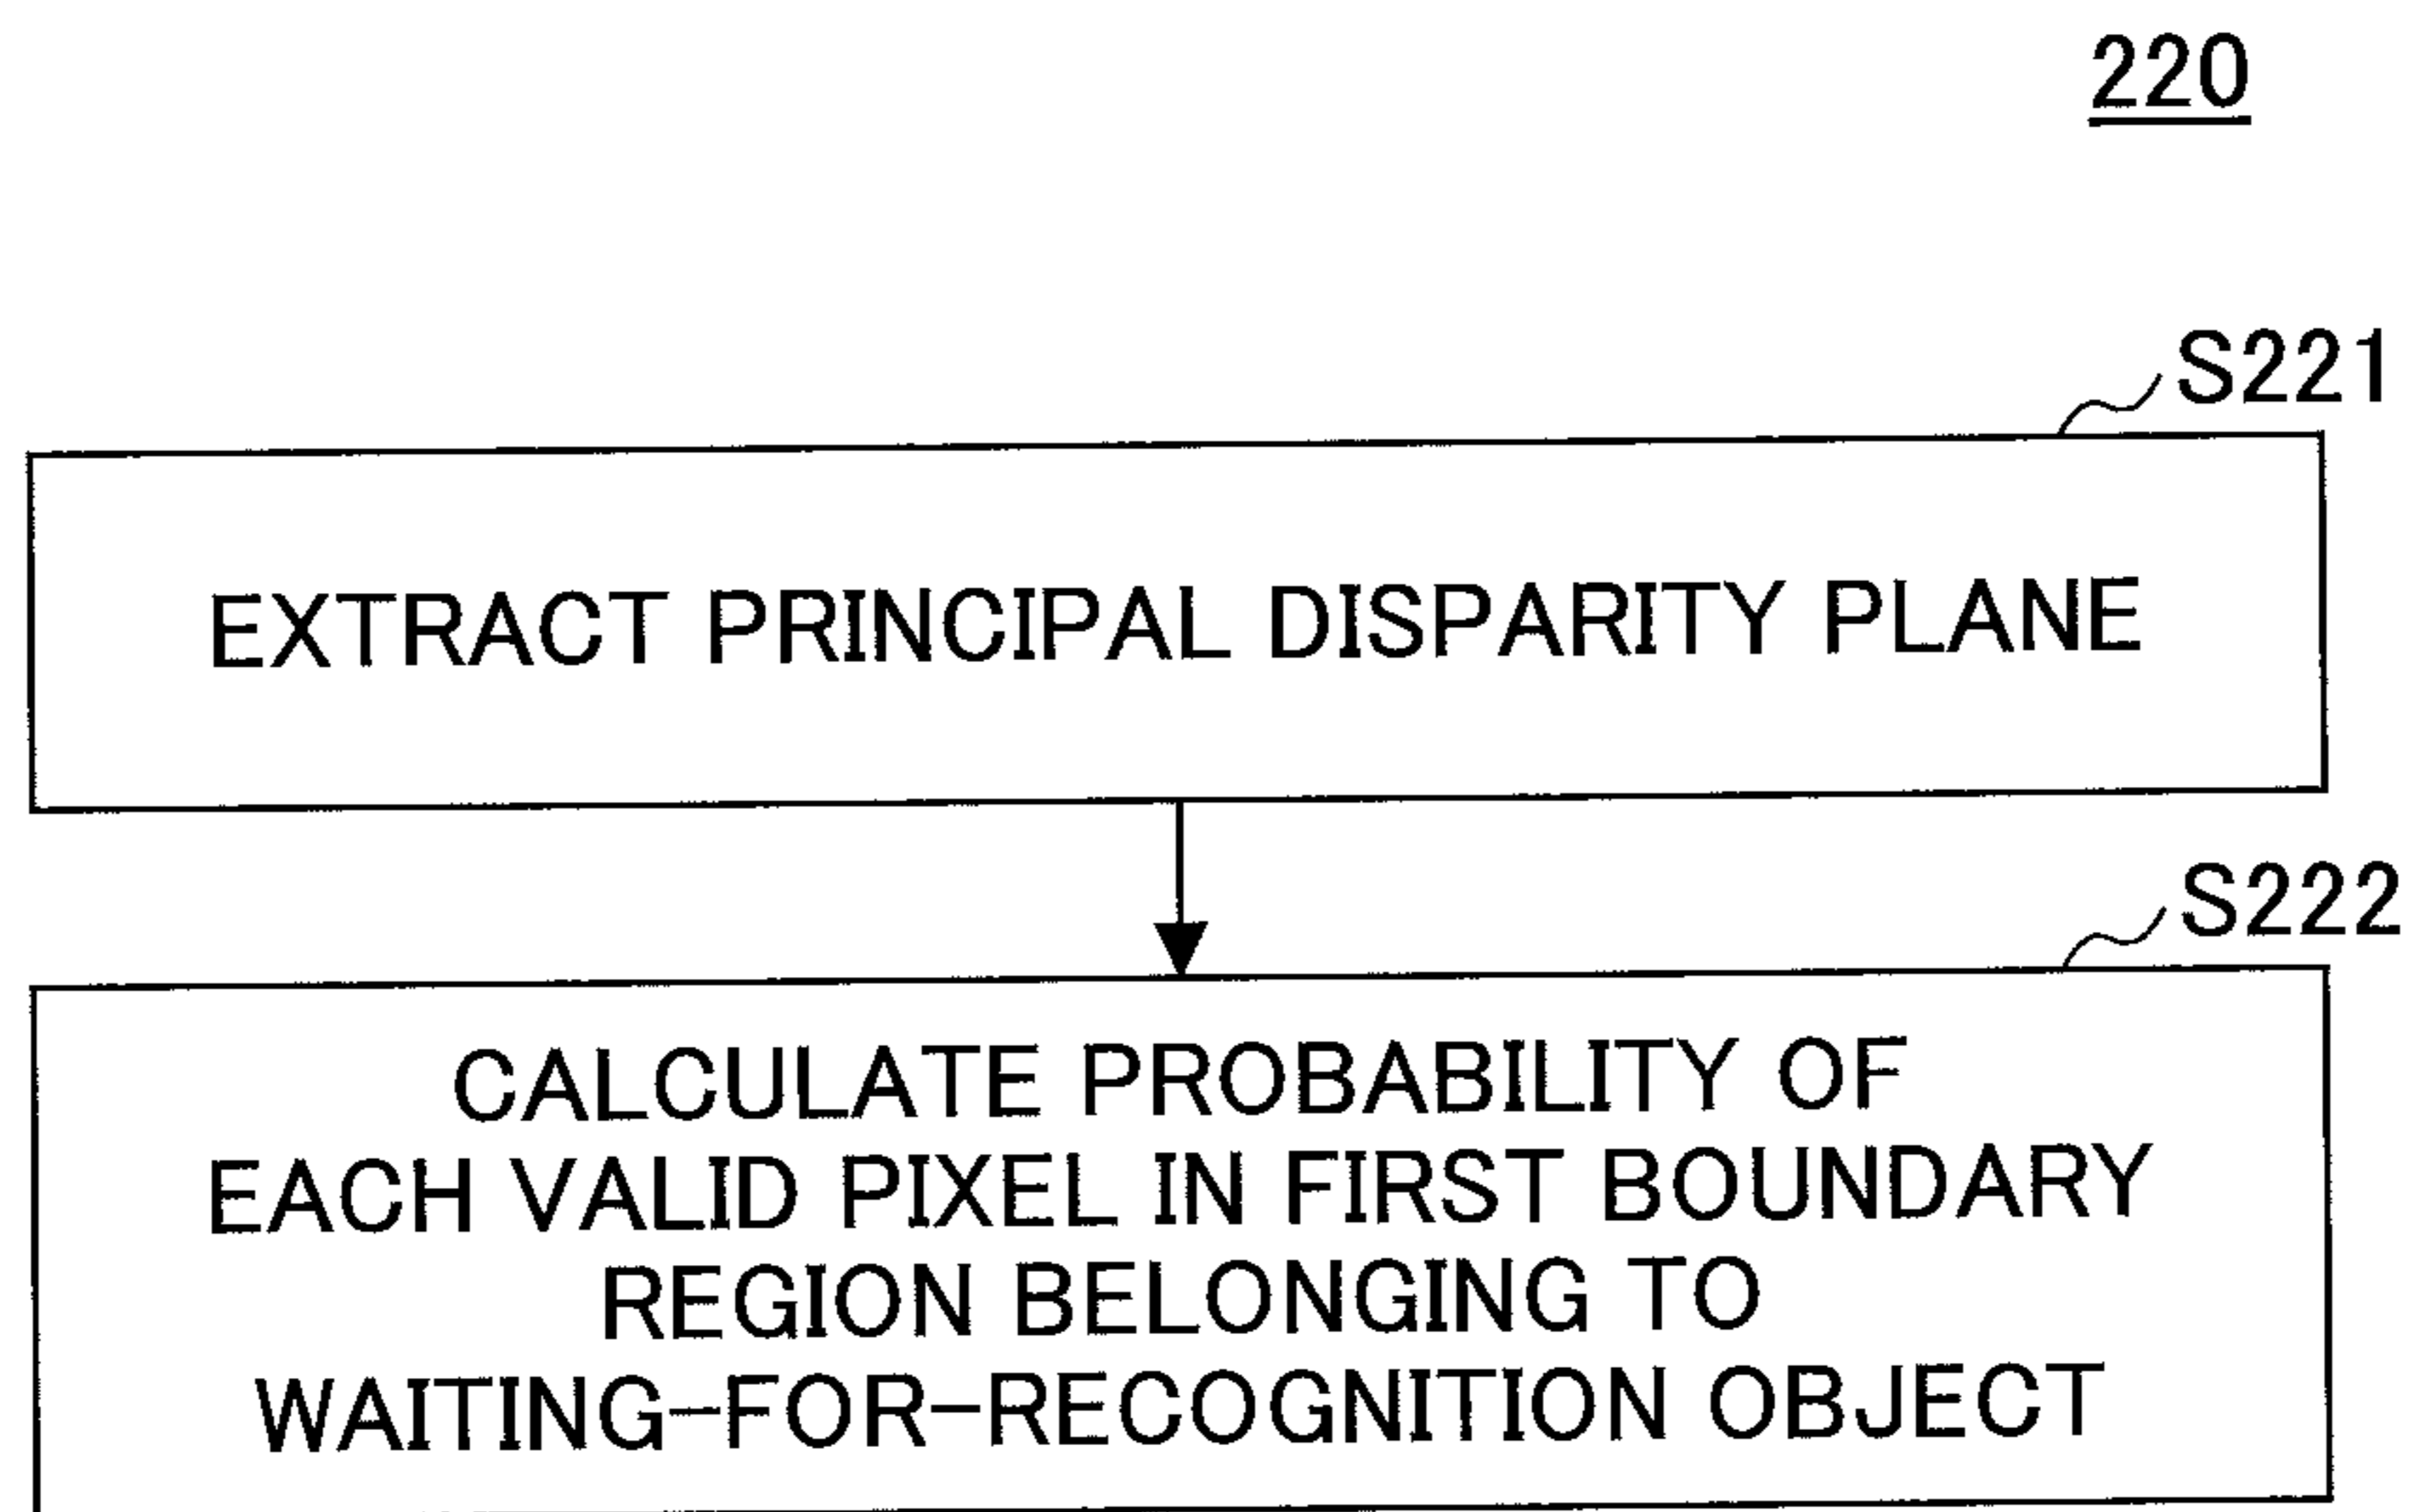 220
S221
EXTRACT PRINCIPAL DISPARITY PLANE
S222
CALCULATE PROBABILITY OF
EACH VALID PIXEL IN FIRST BOUNDARY
REGION BELONGING TO
WAITING-FOR-RECOGNITION OBJECT